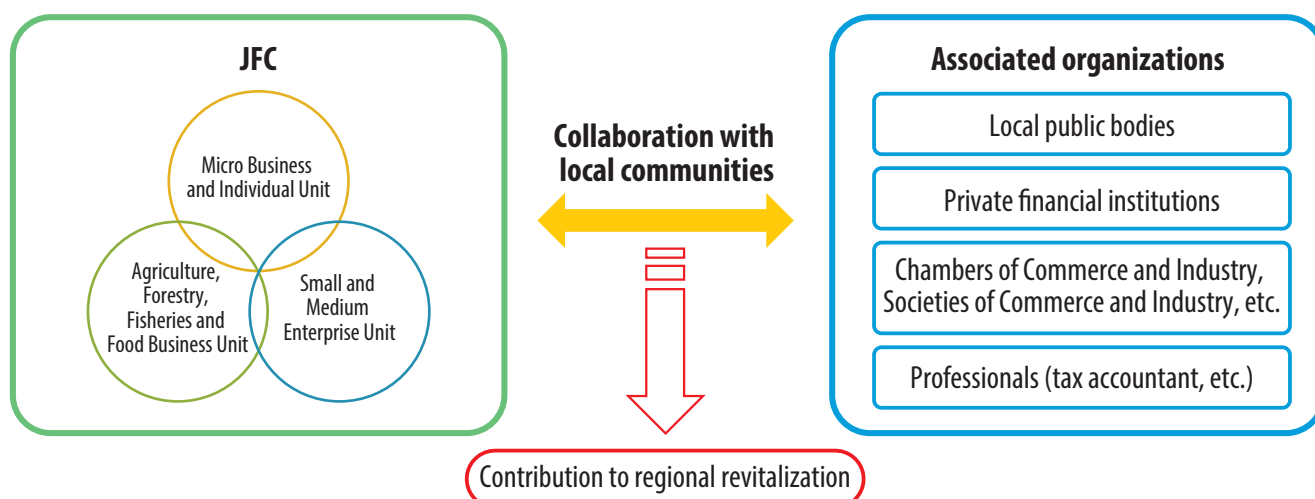 JFC
Micro Business
and Individual Unit
Agriculture,
Forestry,
Fisheries and
Food Business Unit
Small and
Medium
Enterprise Unit
Collaboration with
local communities
Associated organizations
Local public bodies
Private financial institutions
Chambers of Commerce and Industry,
Societies of Commerce and Industry, etc.
Professionals (tax accountant, etc.)
Contribution to regional revitalization